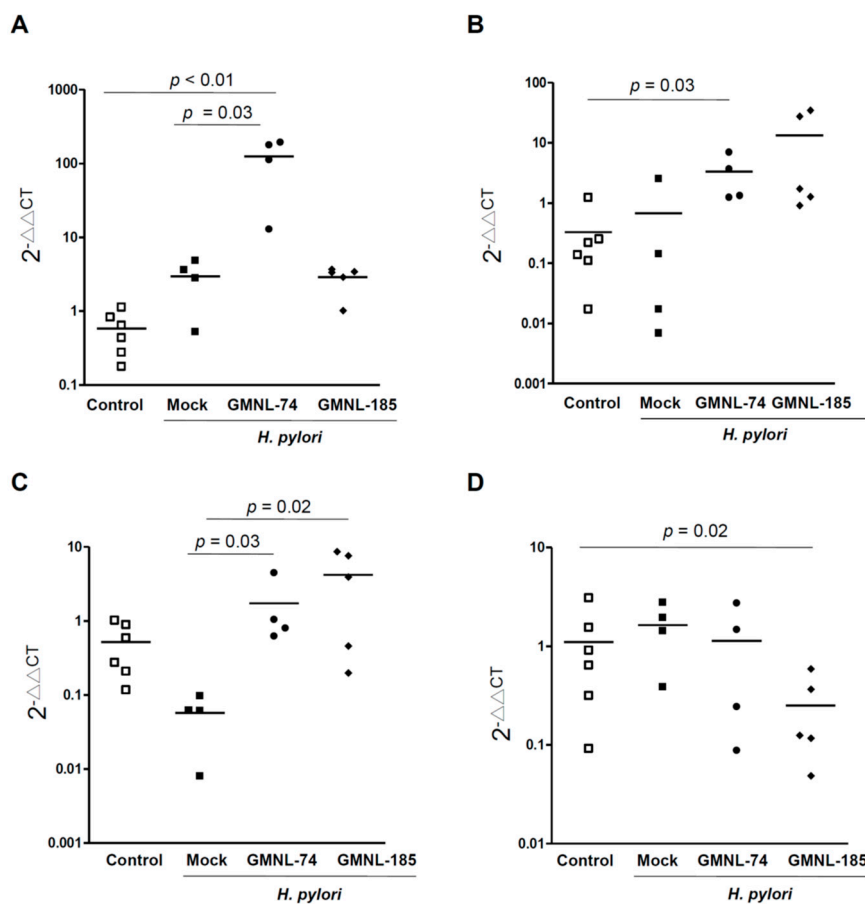 A
p < 0.01
p = 0.03
1000
100
10
1
0.1
2-△△CT
Control Mock GMNL-74 GMNL-185
H. pylori
B
p = 0.03
100
10
1
0.1
0.01
0.001
2-△△CT
Control Mock GMNL-74 GMNL-185
H. pylori
C
p = 0.02
p = 0.03
10
1
0.1
0.01
0.001
2-△△CT
Control Mock GMNL-74 GMNL-185
H. pylori
D
p = 0.02
10
1
0.1
0.01
2-△△CT
Control Mock GMNL-74 GMNL-185
H. pylori